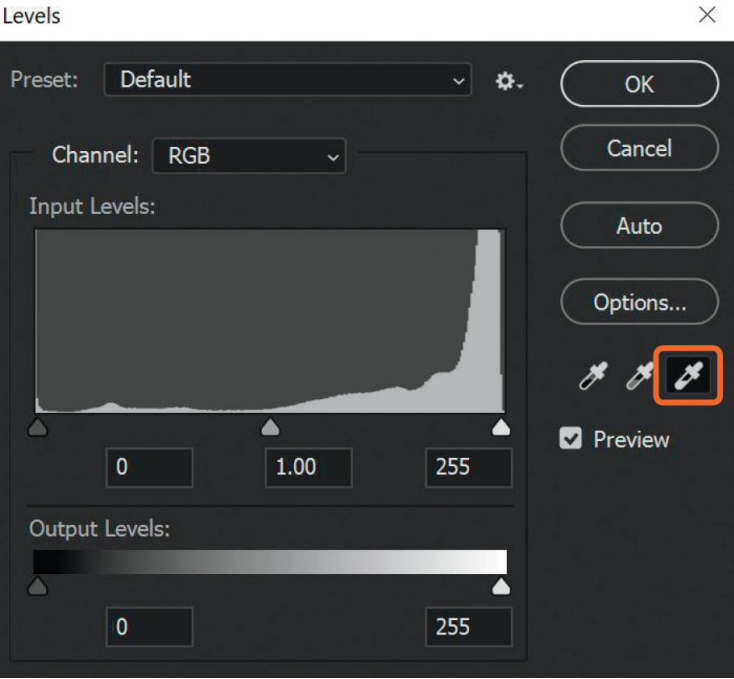 Levels
Preset: Default
OK
Channel: RGB
Cancel
Input Levels:
Auto
Options...
Preview
0 1.00 255
Output Levels:
0 255